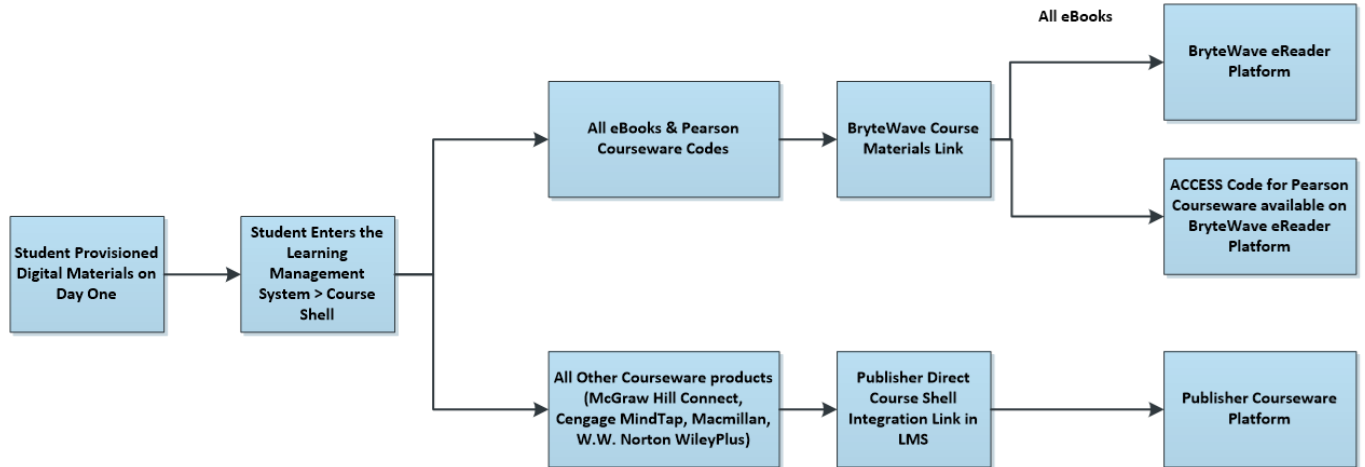 All eBooks
BryteWave eReader
Platform
All eBooks & Pearson
Courseware Codes
BryteWave Course
Materials Link
ACCESS Code for Pearson
Courseware available on
BryteWave eReader
Platform
Student Provisioned
Digital Materials on
Day One
Student Enters the
Learning
Management
System > Course
Shell
All Other Courseware products
(McGraw Hill Connect,
Cengage MindTap, Macmillan,
W.W. Norton WileyPlus)
Publisher Direct
Course Shell
Integration Link in
LMS
Publisher Courseware
Platform